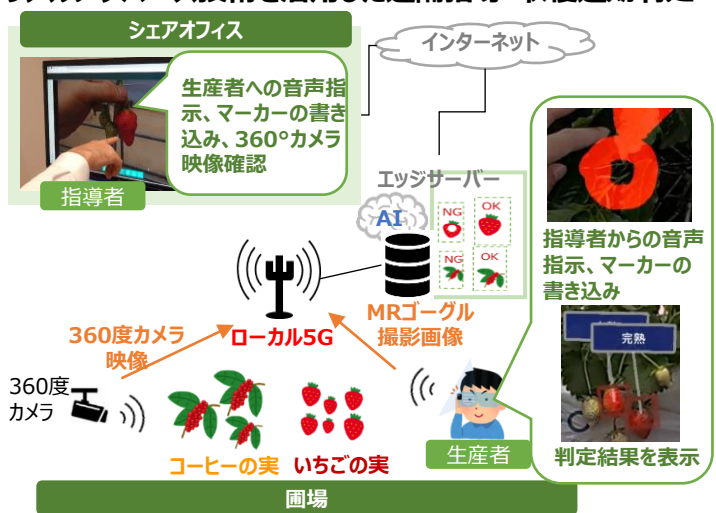 シェアオフィス
インターネット
生産者への音声指
示、マーカーの書き
込み、360°カメラ
映像確認
指導者
エッジサーバー
AI
NG
OK
NG
OK
指導者からの音声
指示、マーカーの
書き込み
MRゴーグル
撮影画像
ローカル5G
360度カメラ
映像
完熟
360度
カメラ
コーヒーの実
いちごの実
生産者
判定結果を表示
圃場